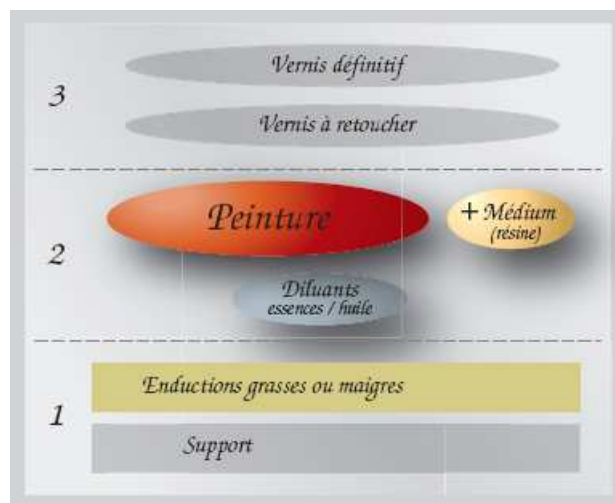 3
Vernis définitif
Vernis à retoucher
2
Peinture
+ Médium
(résine)
Diluants
essences / huile
1
Enductions grasses ou maigres
Support